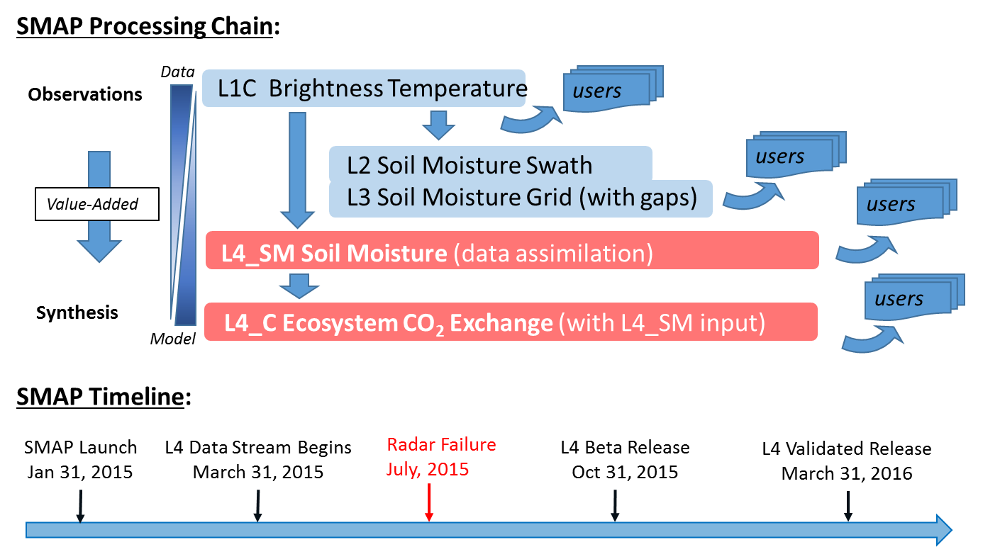 SMAP Processing Chain:
Data
Observations
L1C Brightness Temperature
users
L2 Soil Moisture Swath
users
L3 Soil Moisture Grid (with gaps)
Value-Added
users
L4_SM Soil Moisture (data assimilation)
users
Synthesis
L4_C Ecosystem CO₂ Exchange (with L4_SM input)
Model
SMAP Timeline:
SMAP Launch
Jan 31, 2015
L4 Data Stream Begins
March 31, 2015
Radar Failure
July, 2015
L4 Beta Release
Oct 31, 2015
L4 Validated Release
March 31, 2016